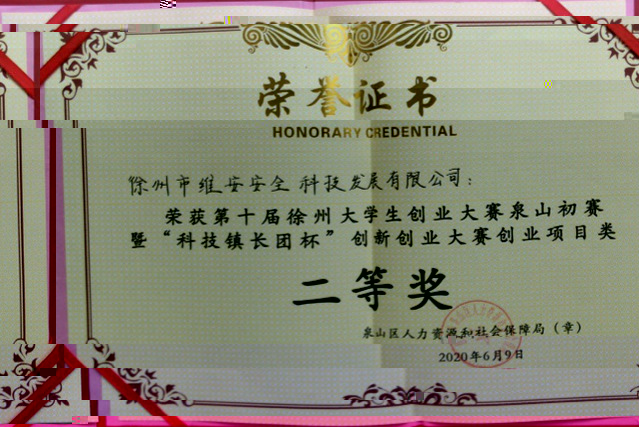 荣誉证书
HONORARY CREDENTIAL
徐州市维安安全科技发展有限公司：
荣获第十届徐州大学生创业大赛泉山初赛
暨“科技镇长团杯”创新创业大赛创业项目类
二等奖
泉山区人力资源和社会保障局（章）
2020年6月9日